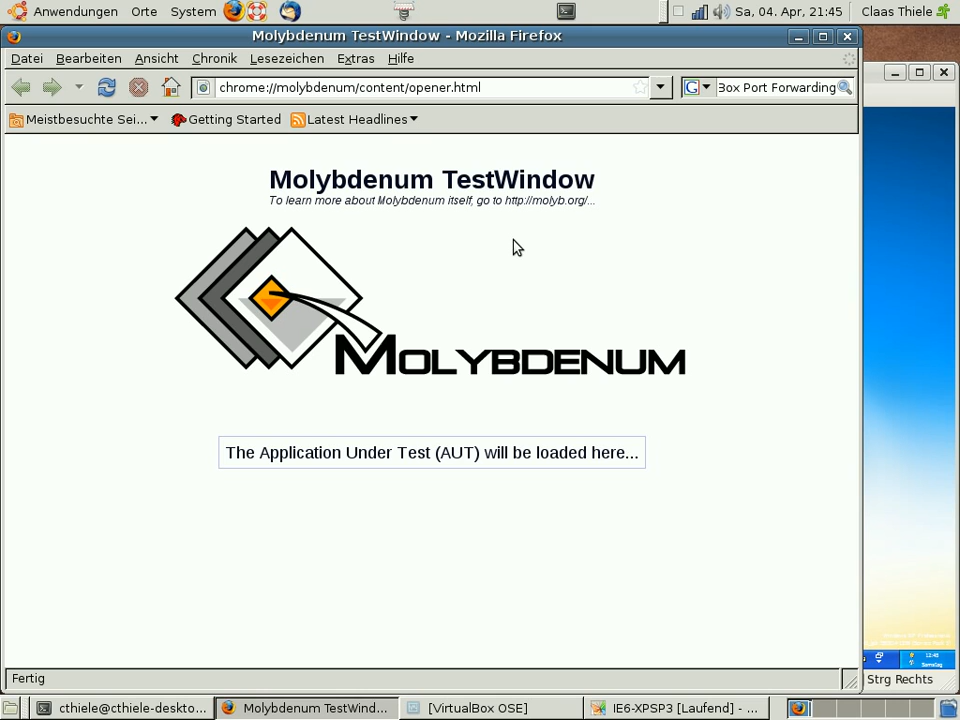 Anwendungen Orte System Sa, 04. Apr, 21:45 Claas Thiele
Molybdenum TestWindow - Mozilla Firefox
Datei Bearbeiten Ansicht Chronik Lesezeichen Extras Hilfe
chrome://molybdenum/content/opener.html G Box Port Forwarding
Meistbesuchte Sei... Getting Started Latest Headlines
Molybdenum TestWindow
To learn more about Molybdenum itself, go to http://molyb.org/...
MOLYBDENUM
The Application Under Test (AUT) will be loaded here...
12:45
Samstag
Fertig
Strg Rechts
cthiele@cthiele-deskto... Molybdenum TestWind... [VirtualBox OSE] IE6-XPSP3 [Laufend] - ...